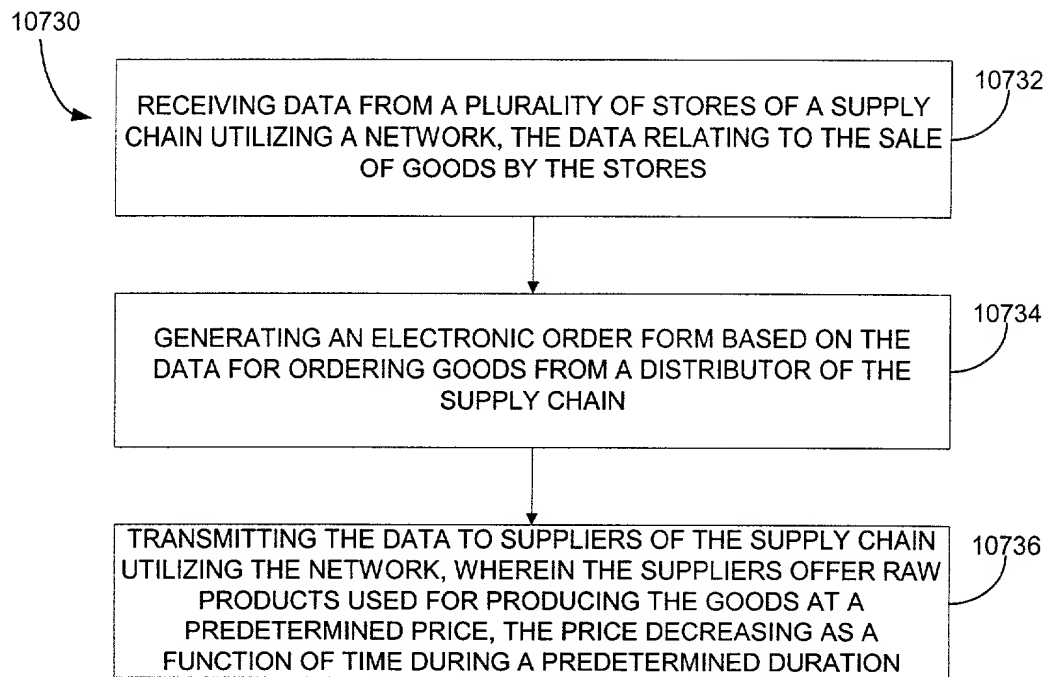 10730
RECEIVING DATA FROM A PLURALITY OF STORES OF A SUPPLY
CHAIN UTILIZING A NETWORK, THE DATA RELATING TO THE SALE
OF GOODS BY THE STORES
10732
GENERATING AN ELECTRONIC ORDER FORM BASED ON THE
DATA FOR ORDERING GOODS FROM A DISTRIBUTOR OF THE
SUPPLY CHAIN
10734
TRANSMITTING THE DATA TO SUPPLIERS OF THE SUPPLY CHAIN
UTILIZING THE NETWORK, WHEREIN THE SUPPLIERS OFFER RAW
PRODUCTS USED FOR PRODUCING THE GOODS AT A
PREDETERMINED PRICE, THE PRICE DECREASING AS A
FUNCTION OF TIME DURING A PREDETERMINED DURATION
10736